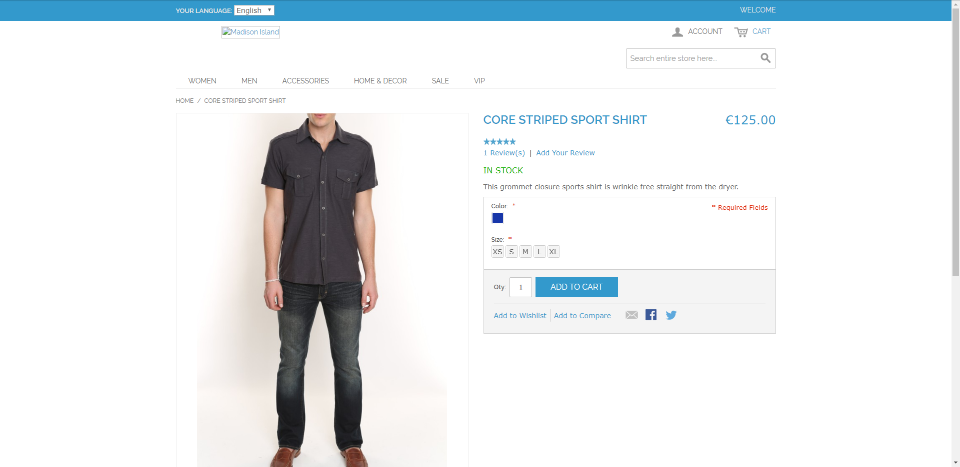 YOUR LANGUAGE: English
WELCOME
Madison Island
ACCOUNT
CART
Search entire store here...
WOMEN MEN ACCESSORIES HOME & DECOR SALE VIP
HOME / CORE STRIPED SPORT SHIRT
CORE STRIPED SPORT SHIRT €125.00
1 Review(s) | Add Your Review
IN STOCK
This grommet closure sports shirt is wrinkle free straight from the dryer.
Color: *
* Required Fields
Size: *
XS S M L XL
Qty 1 ADD TO CART
Add to Wishlist Add to Compare